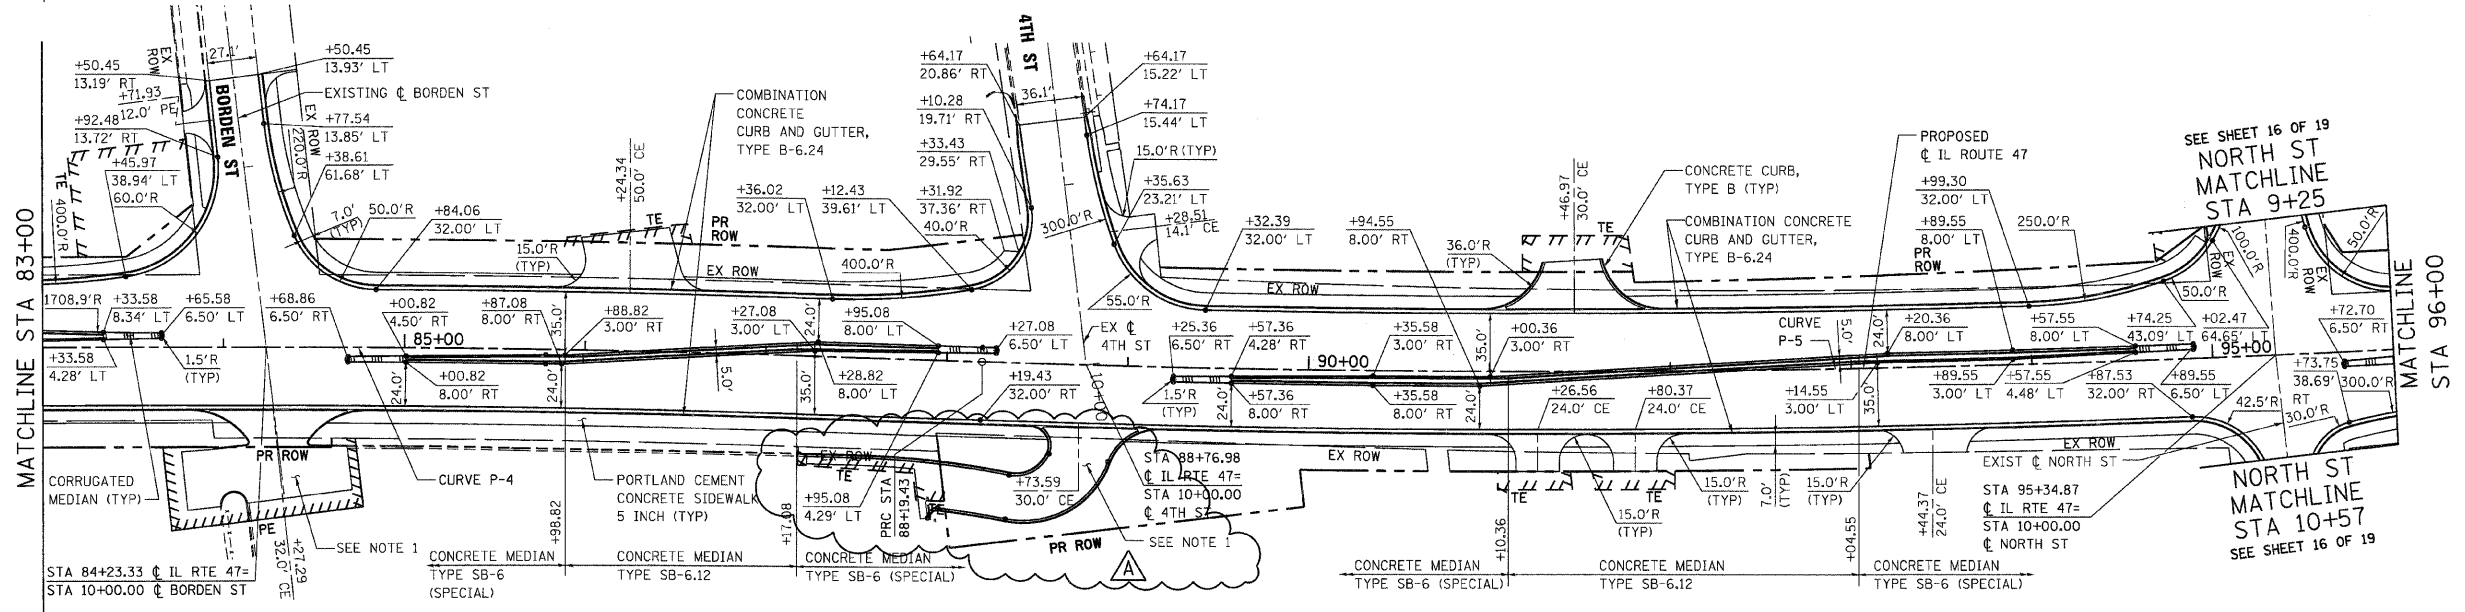 MATCHLINE STA 83+00
+50.45
13.19' RT
EX
ROW
27.1'
+50.45
13.93' LT
+71.93
12.0' PE
EXISTING ℄ BORDEN ST
BORDEN ST
+92.48
13.72' RT
+77.54
13.85' LT
EX
ROW
220.0'R
+45.97
38.94' LT
60.0'R
+38.61
61.68' LT
TE
400.0'R
7.0'
(TYP)
50.0'R
+84.06
32.00' LT
COMBINATION
CONCRETE
CURB AND GUTTER,
TYPE B-6.24
+24.34
50.0' CE
15.0'R
(TYP)
TE
PR
ROW
EX ROW
+36.02
32.00' LT
+12.43
39.61' LT
400.0'R
+64.17
20.86' RT
+10.28
19.71' RT
+33.43
29.55' RT
+31.92
37.36' RT
40.0'R
4TH ST
36.1'
+64.17
15.22' LT
+74.17
15.44' LT
15.0'R (TYP)
+35.63
23.21' LT
+28.51
14.1' CE
300.0'R
55.0'R
+32.39
32.00' LT
EX ROW
+94.55
8.00' RT
36.0'R
(TYP)
+46.97
30.0' CE
TE
CONCRETE CURB,
TYPE B (TYP)
COMBINATION CONCRETE
CURB AND GUTTER,
TYPE B-6.24
PROPOSED
℄ IL ROUTE 47
+99.30
32.00' LT
+89.55
8.00' LT
250.0'R
PR
ROW
SEE SHEET 16 OF 19
NORTH ST
MATCHLINE
STA 9+25
EX
ROW
100.0'R
400.0'R
EX
ROW
50.0'R
50.0'R
MATCHLINE
STA 96+00
1708.9'R
+33.58
8.34' LT
+65.58
6.50' LT
+68.86
6.50' RT
+00.82
4.50' RT
85+00
+87.08
8.00' RT
35.0'
+88.82
3.00' RT
+27.08
3.00' LT
24.0'
+95.08
8.00' LT
+27.08
6.50' LT
EX ℄
4TH ST
+25.36
6.50' RT
+57.36
4.28' RT
+35.58
3.00' RT
90+00
35.0'
+00.36
3.00' RT
CURVE
P-5
5.0'
24.0'
+20.36
8.00' LT
+57.55
8.00' LT
+74.25
43.09' LT
+02.47
64.65' LT
95+00
+72.70
6.50' RT
+33.58
4.28' LT
1.5'R
(TYP)
24.0'
+00.82
8.00' RT
24.0'
5.0'
35.0'
+28.82
8.00' LT
+19.43
32.00' RT
10+00
1.5'R
(TYP)
24.0'
+57.36
8.00' RT
+35.58
8.00' RT
24.0'
+26.56
24.0' CE
+80.37
24.0' CE
+14.55
3.00' LT
35.0'
+89.55
3.00' LT
+57.55
4.48' LT
+87.53
32.00' RT
+89.55
6.50' LT
+73.75
38.69' RT
300.0'R
42.5'R
30.0'R
PR ROW
CORRUGATED
MEDIAN (TYP)
CURVE P-4
PORTLAND CEMENT
CONCRETE SIDEWALK
5 INCH (TYP)
EX ROW
TE
+95.08
4.29' LT
PRC STA
88+19.43
TE
+73.59
30.0' CE
STA 88+76.98
℄ IL RTE 47=
STA 10+00.00
℄ 4TH ST
EX ROW
TE
15.0'R
(TYP)
TE
15.0'R
(TYP)
7.0'
(TYP)
15.0'R
(TYP)
+44.37
24.0' CE
EX ROW
EXIST ℄ NORTH ST
STA 95+34.87
℄ IL RTE 47=
STA 10+00.00
℄ NORTH ST
NORTH ST
MATCHLINE
STA 10+57
SEE SHEET 16 OF 19
PE
+27.29
32.0' CE
SEE NOTE 1
STA 84+23.33 ℄ IL RTE 47=
STA 10+00.00 ℄ BORDEN ST
+98.82
+17.08
CONCRETE MEDIAN
TYPE SB-6
(SPECIAL)
CONCRETE MEDIAN
TYPE SB-6.12
CONCRETE MEDIAN
TYPE SB-6 (SPECIAL)
PR ROW
SEE NOTE 1
A
+10.36
+04.55
CONCRETE MEDIAN
TYPE SB-6 (SPECIAL)
CONCRETE MEDIAN
TYPE SB-6.12
CONCRETE MEDIAN
TYPE SB-6 (SPECIAL)